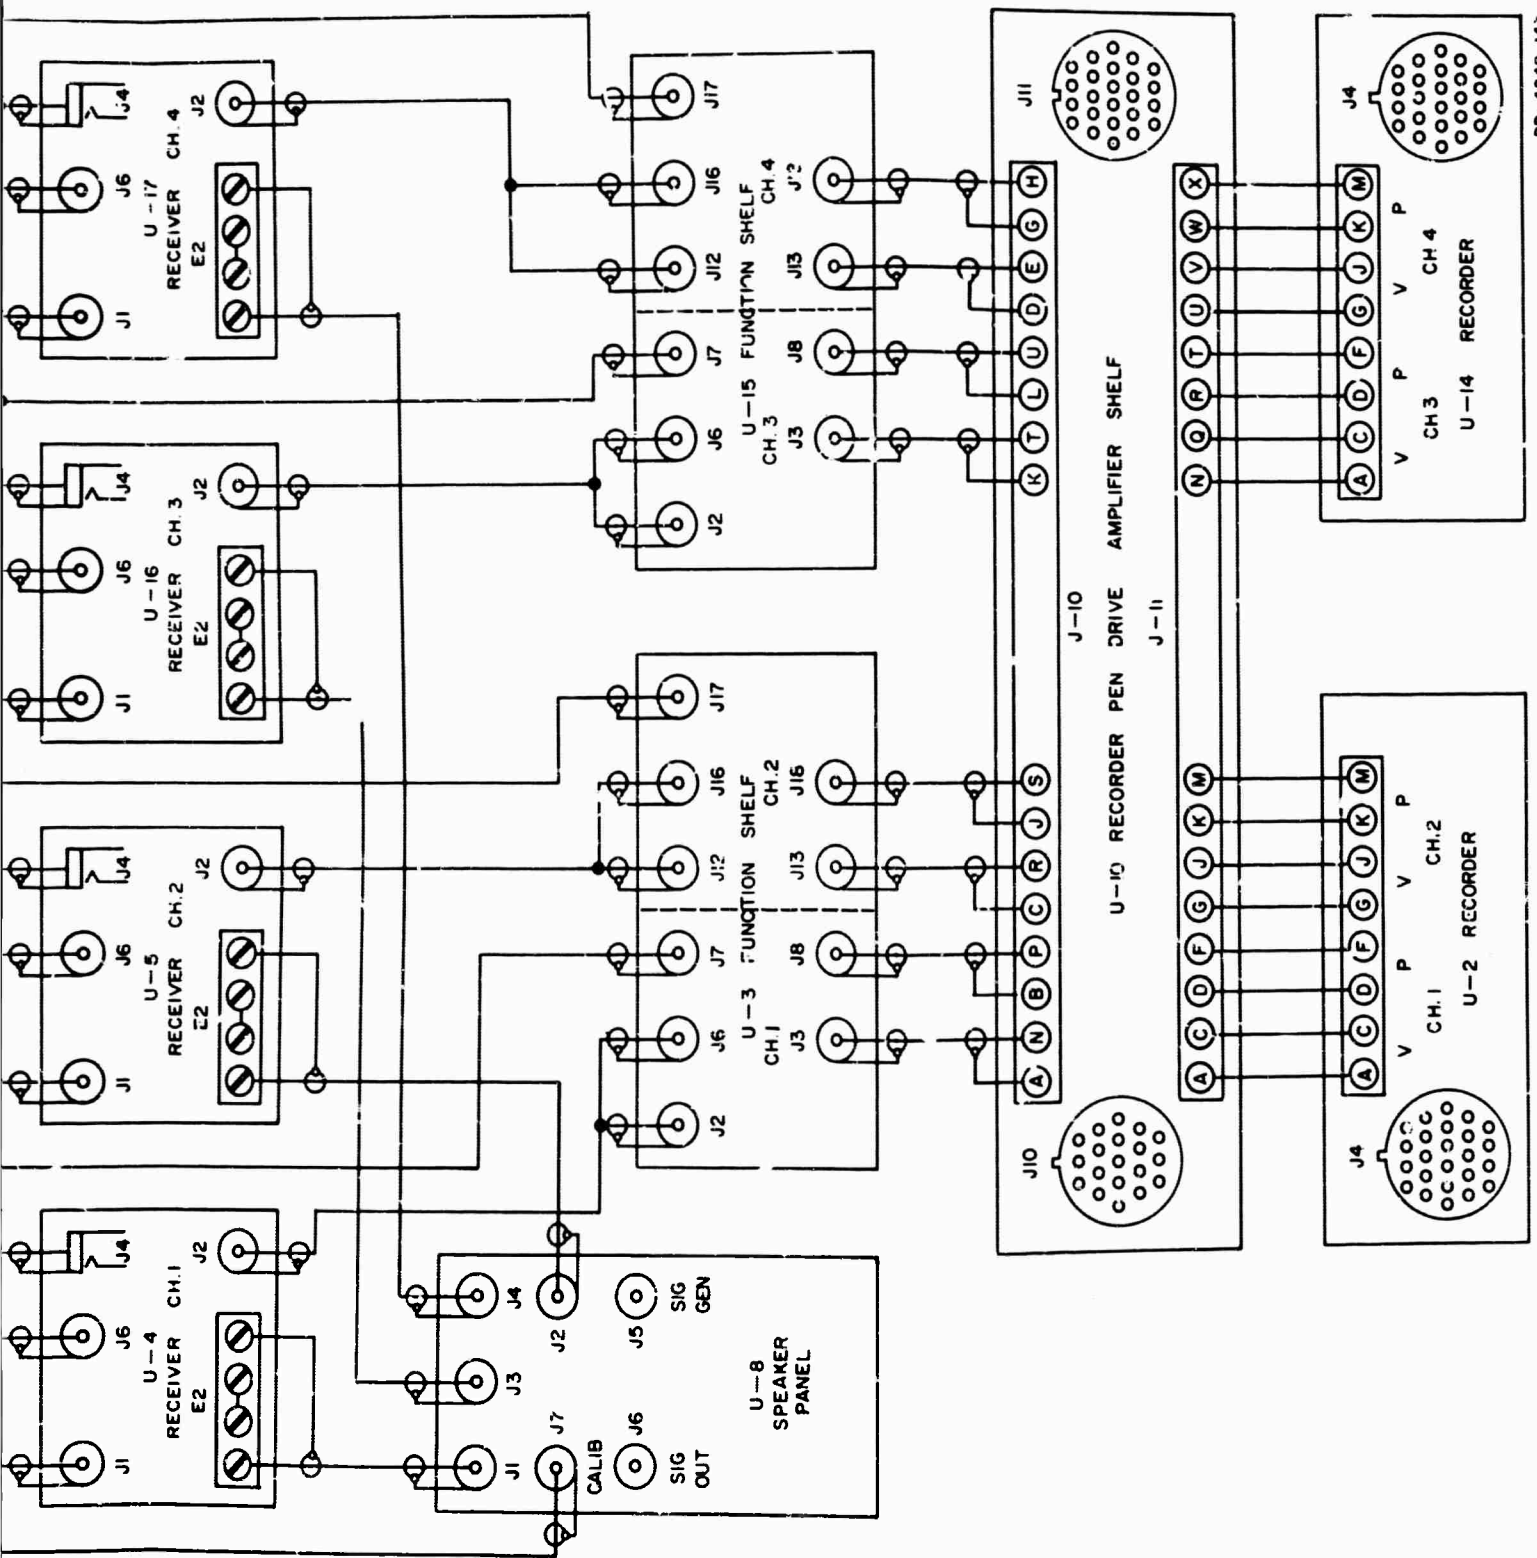 J1 J6 J4
U-4
RECEIVER CH.1
E2 J2
J1 J6 J4
U-5
RECEIVER CH.2
E2 J2
J1 J6 J4
U-16
RECEIVER CH. 3
E2 J2
J1 J6 J4
U-17
RECEIVER CH. 4
E2 J2
J1 J3 J4
J7 J2
CALIB
J6 J5
SIG OUT
SIG GEN
U-8
SPEAKER
PANEL
J2 J6 J7 J12 J16 J17
U-3 FUNCTION SHELF
CH.1 CH.2
J3 J8 J13
J2 J6 J7 J12 J16 J17
U-15 FUNCTION SHELF
CH. 3 CH.4
J3 J8 J13
J10 J11
A N B P C R J S K T L U D E G H
J-10
U-10 RECORDER PEN DRIVE AMPLIFIER SHELF
J-11
A C D F G J K M N Q R T U V W X
J4
A C D F G J K M
V P V P
CH.1 CH.2
U-2 RECORDER
A C D F G J K M
J4
V P V P
CH3 CH 4
U-14 RECORDER